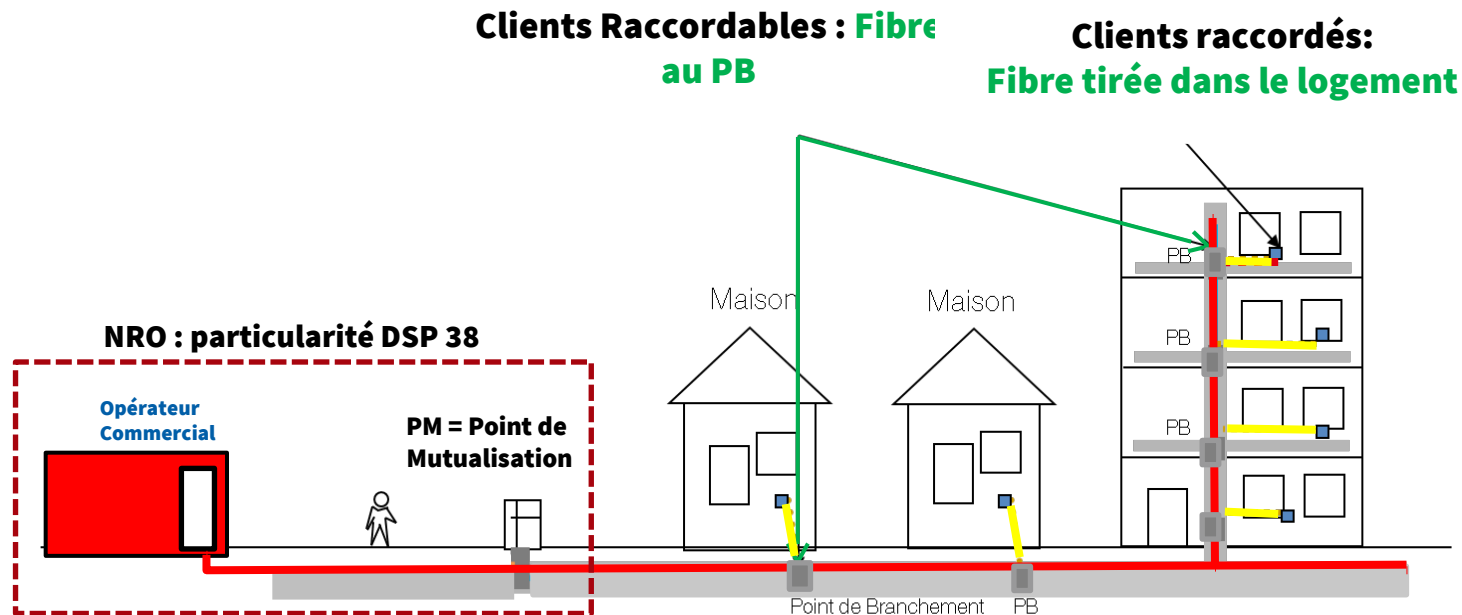 Clients Raccordables : Fibre
au PB
Clients raccordés:
Fibre tirée dans le logement
NRO : particularité DSP 38
Opérateur
Commercial
PM = Point de
Mutualisation
Maison
Maison
PB
PB
PB
Point de Branchement
PB